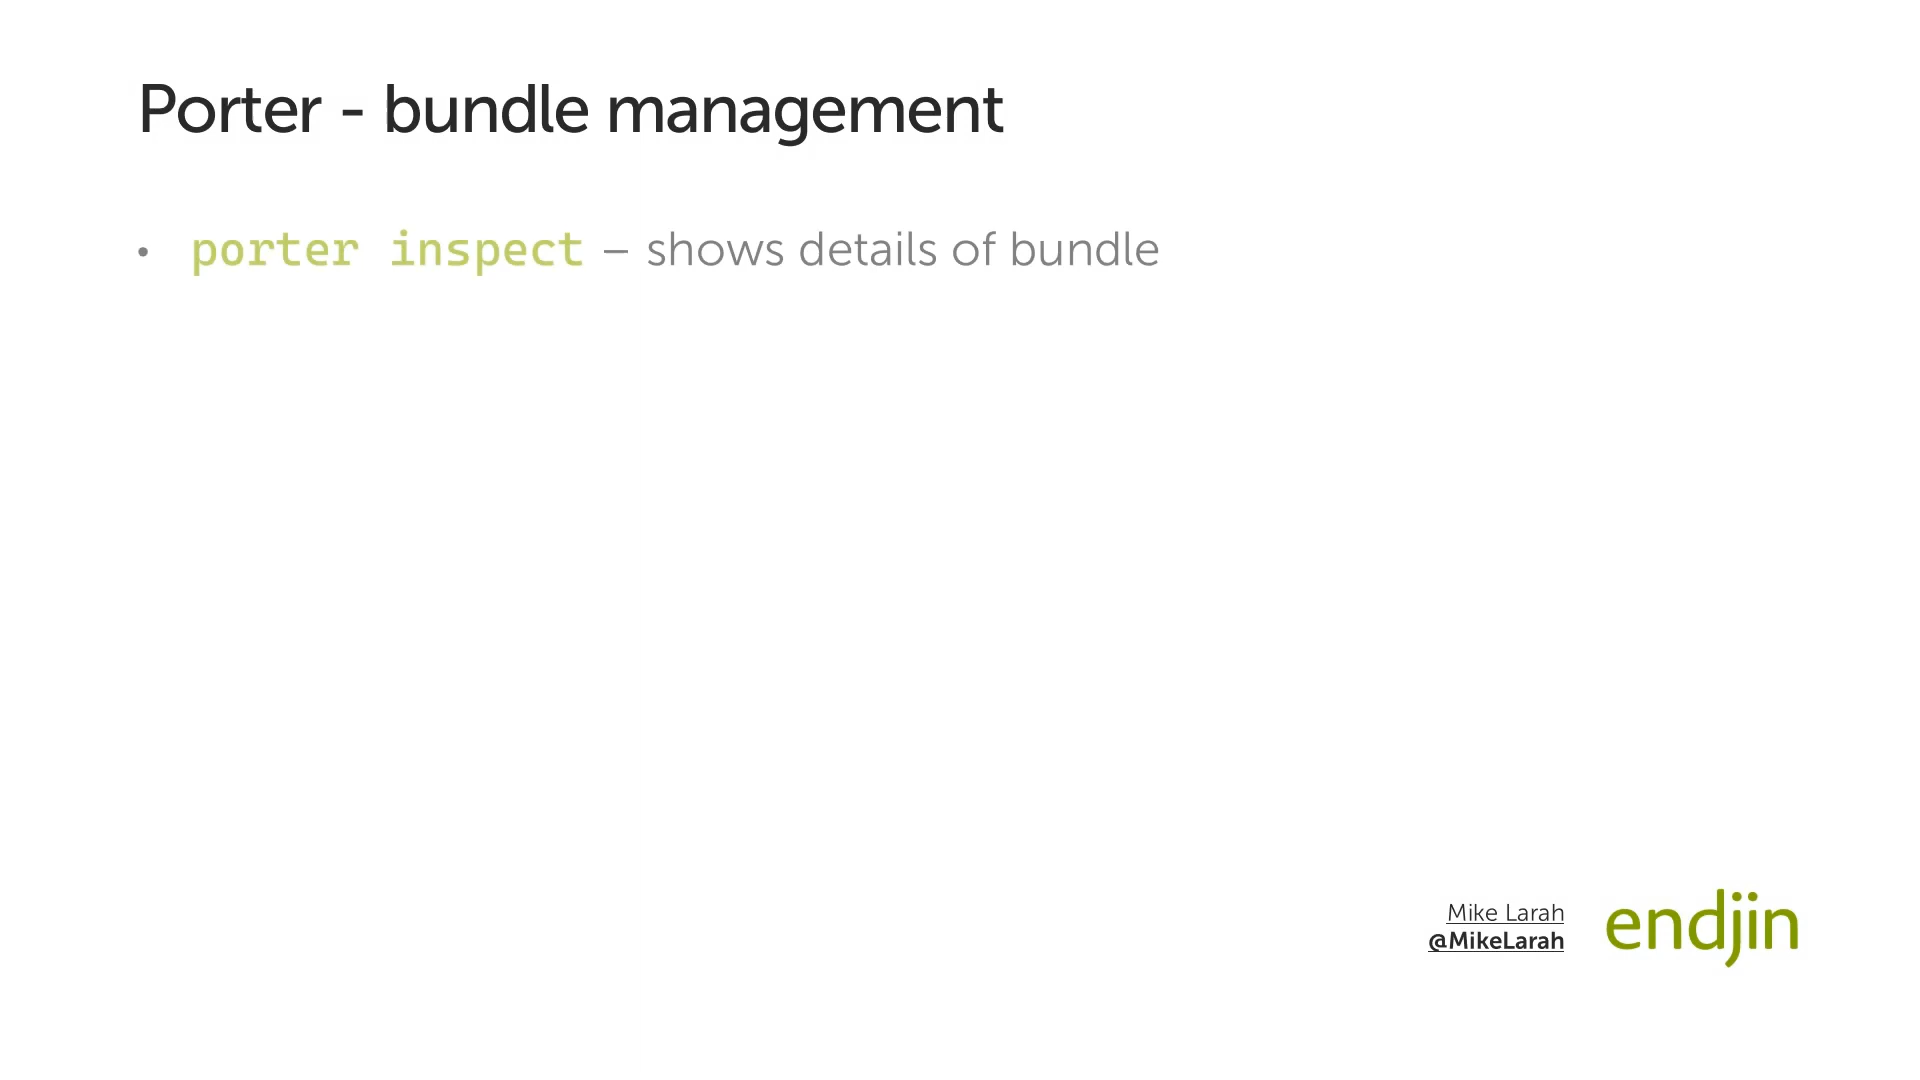 Porter - bundle management
• porter inspect – shows details of bundle
Mike Larah
@MikeLarah
endjin